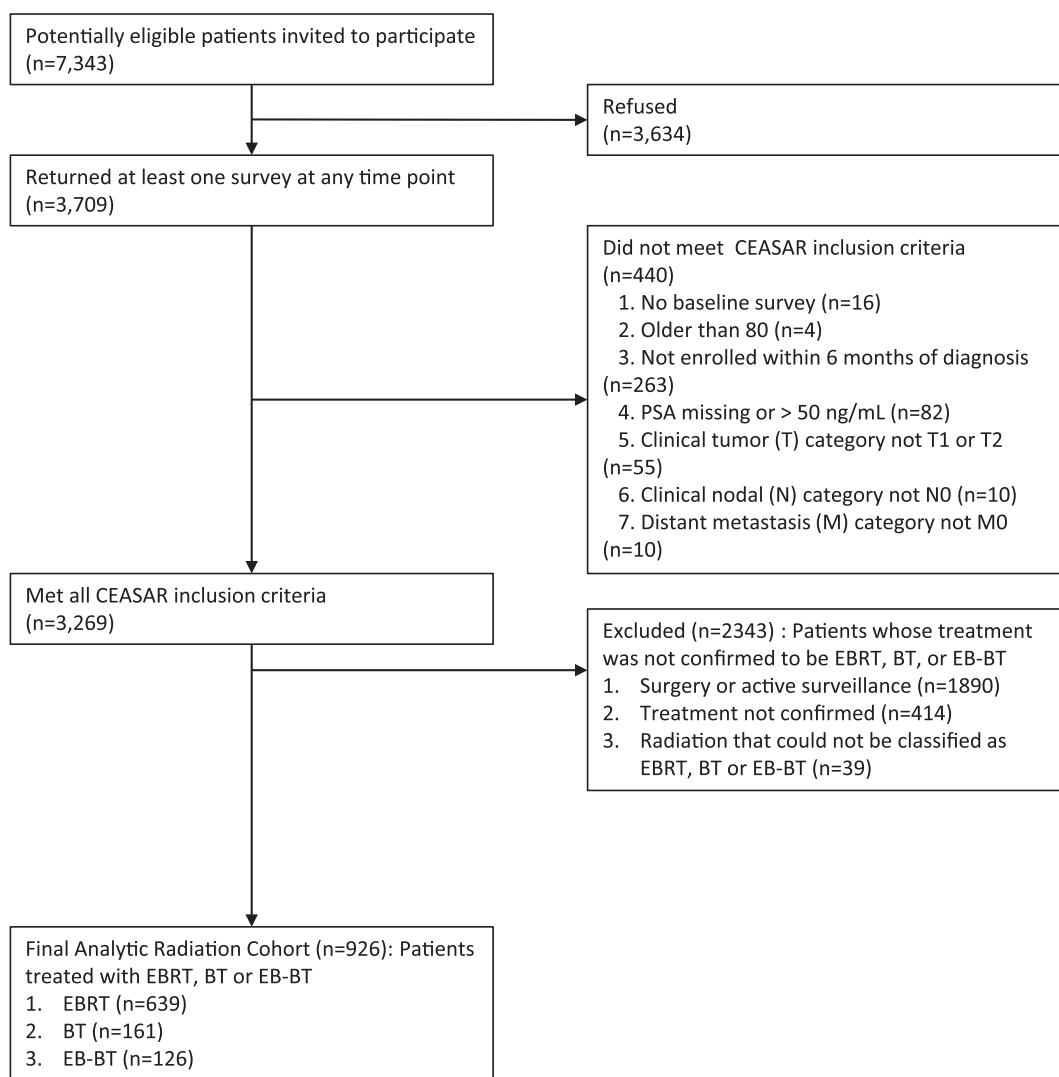 Potentially eligible patients invited to participate
(n=7,343)
Refused
(n=3,634)
Returned at least one survey at any time point
(n=3,709)
Did not meet  CEASAR inclusion criteria
(n=440)
1. No baseline survey (n=16)
2. Older than 80 (n=4)
3. Not enrolled within 6 months of diagnosis
(n=263)
4. PSA missing or > 50 ng/mL (n=82)
5. Clinical tumor (T) category not T1 or T2
(n=55)
6. Clinical nodal (N) category not N0 (n=10)
7. Distant metastasis (M) category not M0
(n=10)
Met all CEASAR inclusion criteria
(n=3,269)
Excluded (n=2343) : Patients whose treatment
was not confirmed to be EBRT, BT, or EB-BT
1. Surgery or active surveillance (n=1890)
2. Treatment not confirmed (n=414)
3. Radiation that could not be classified as
EBRT, BT or EB-BT (n=39)
Final Analytic Radiation Cohort (n=926): Patients
treated with EBRT, BT or EB-BT
1. EBRT (n=639)
2. BT (n=161)
3. EB-BT (n=126)